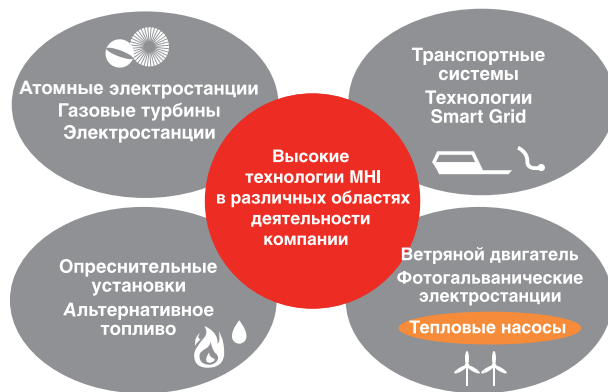 Атомные электростанции
Газовые турбины
Электростанции
Транспортные
системы
Технологии
Smart Grid
Высокие
технологии MHI
в различных областях
деятельности
компании
Опреснительные
установки
Альтернативное
топливо
Ветряной двигатель
Фотогальванические
электростанции
Тепловые насосы